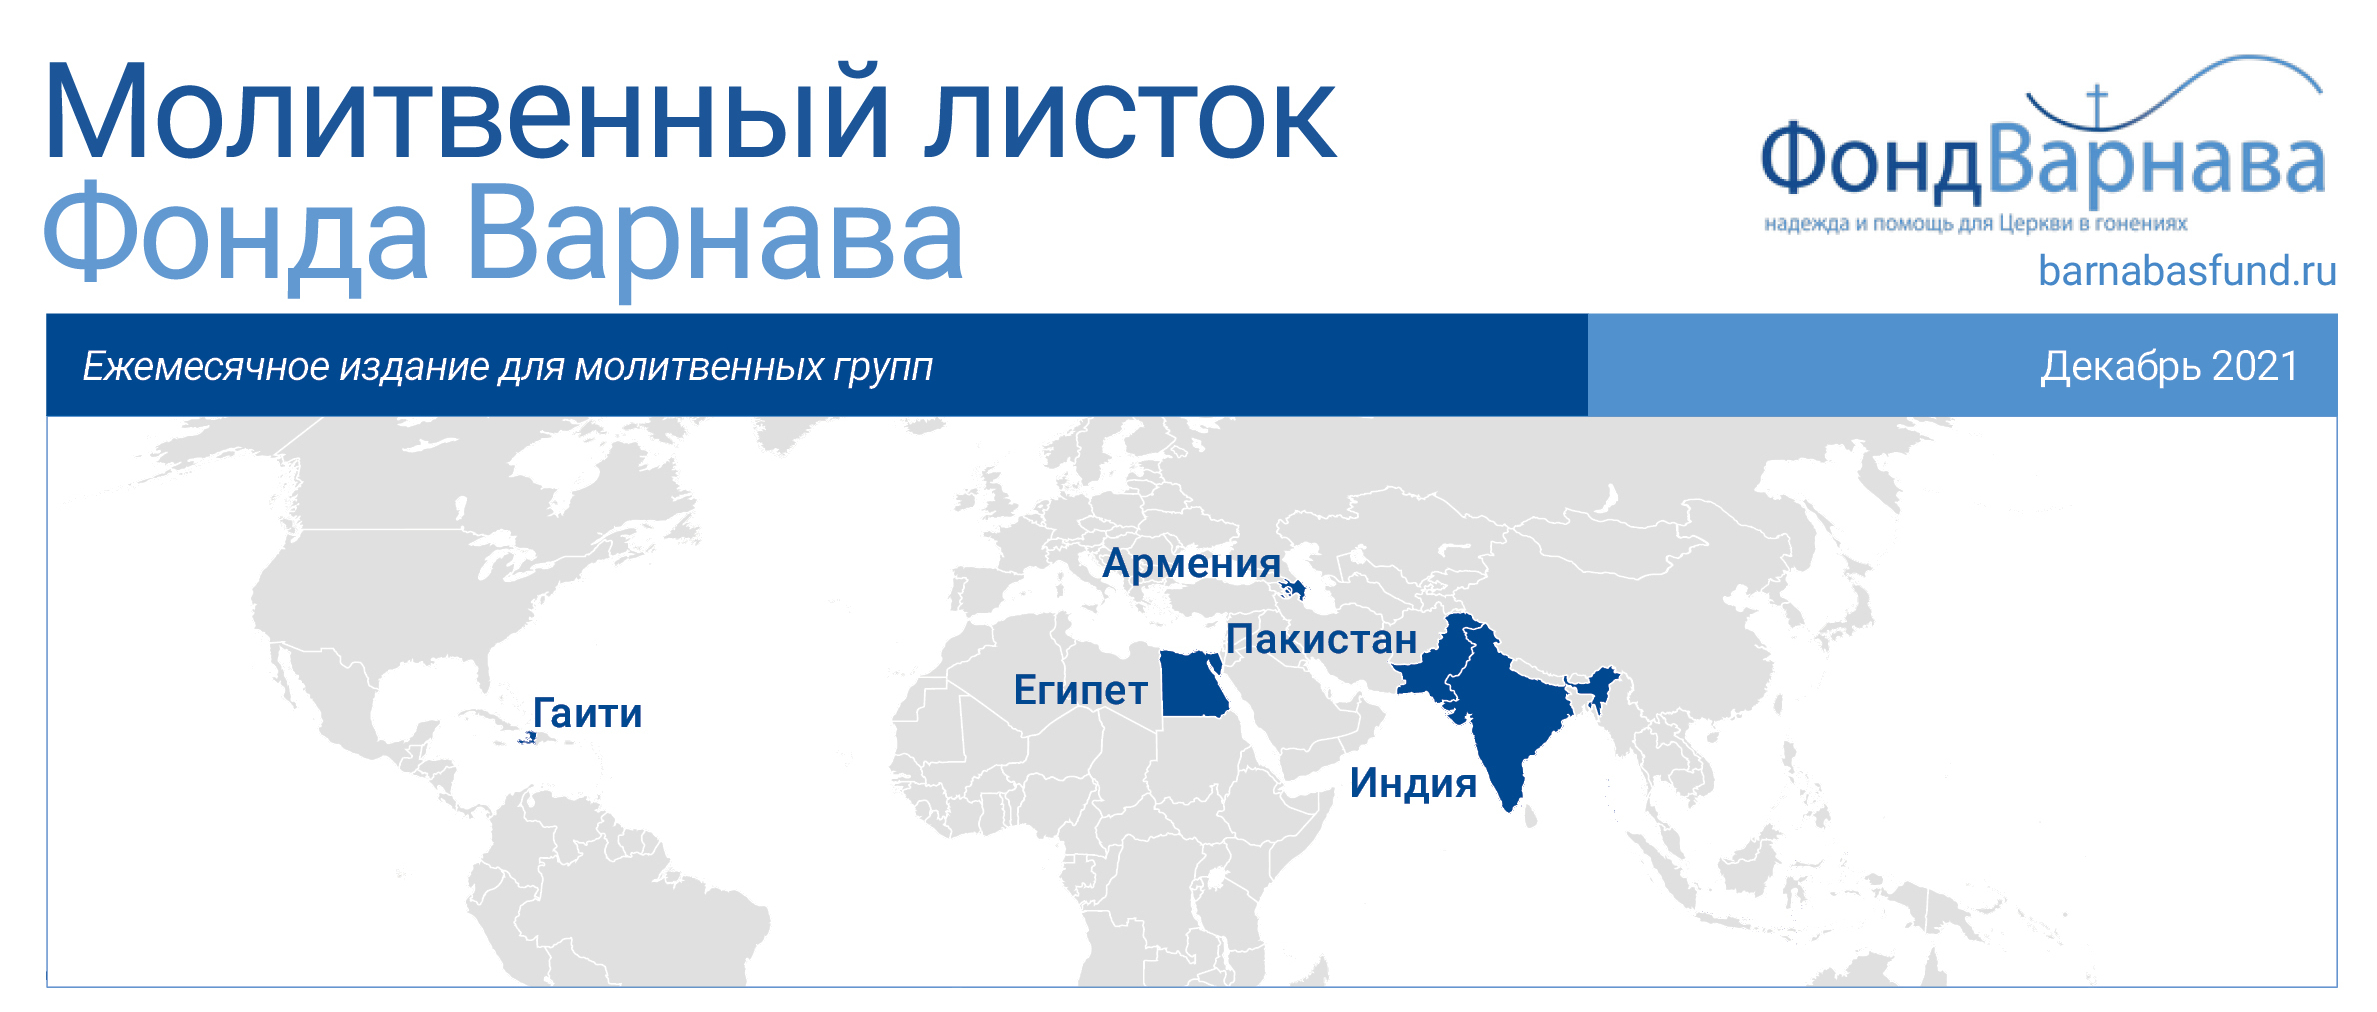 Молитвенный листок
Фонда Варнава
ФондВарнава
надежда и помощь для Церкви в гонениях
barnabasfund.ru
Ежемесячное издание для молитвенных групп
Декабрь 2021
Армения
Пакистан
Египет
Гаити
Индия